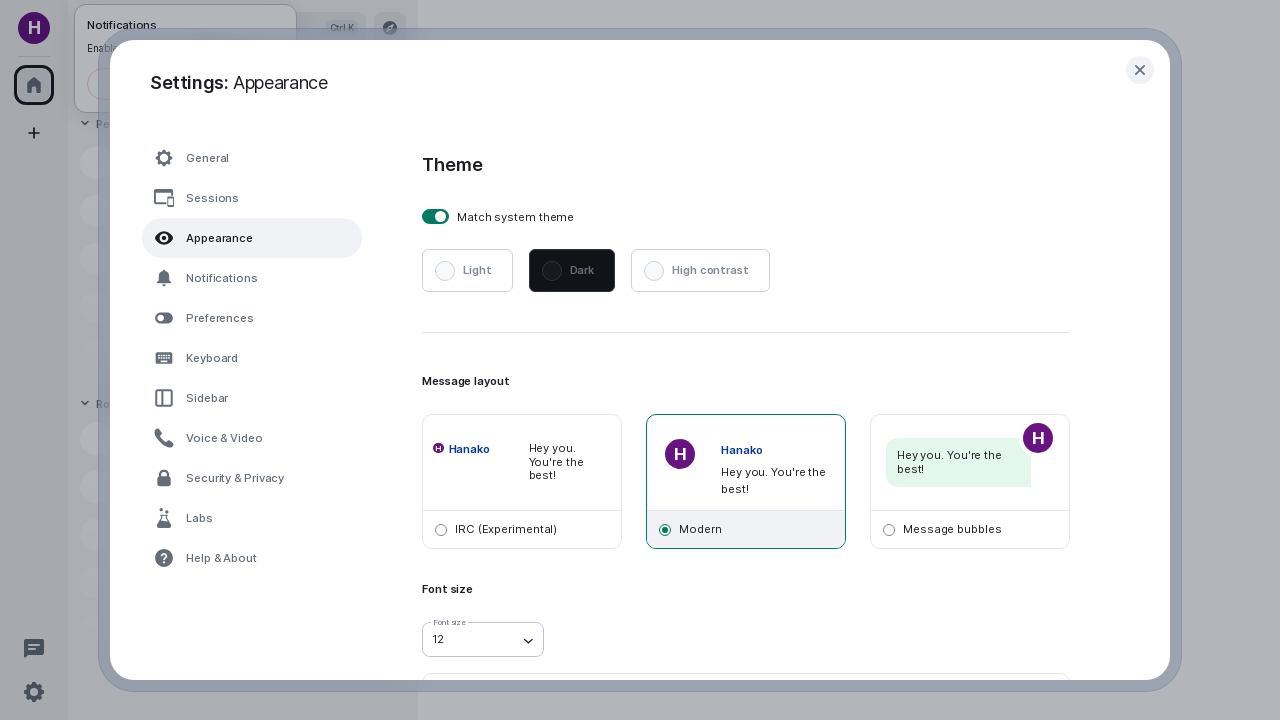 H
Notifications
Ctrl K
Settings: Appearance
General
Sessions
Appearance
Notifications
Preferences
Keyboard
Sidebar
Voice & Video
Security & Privacy
Labs
Help & About
Theme
Match system theme
Light
Dark
High contrast
Message layout
H Hanako
Hey you.
You're the
best!
IRC (Experimental)
H
Hanako
Hey you. You're the
best!
Modern
H
Hey you. You're the
best!
Message bubbles
Font size
Font size
12